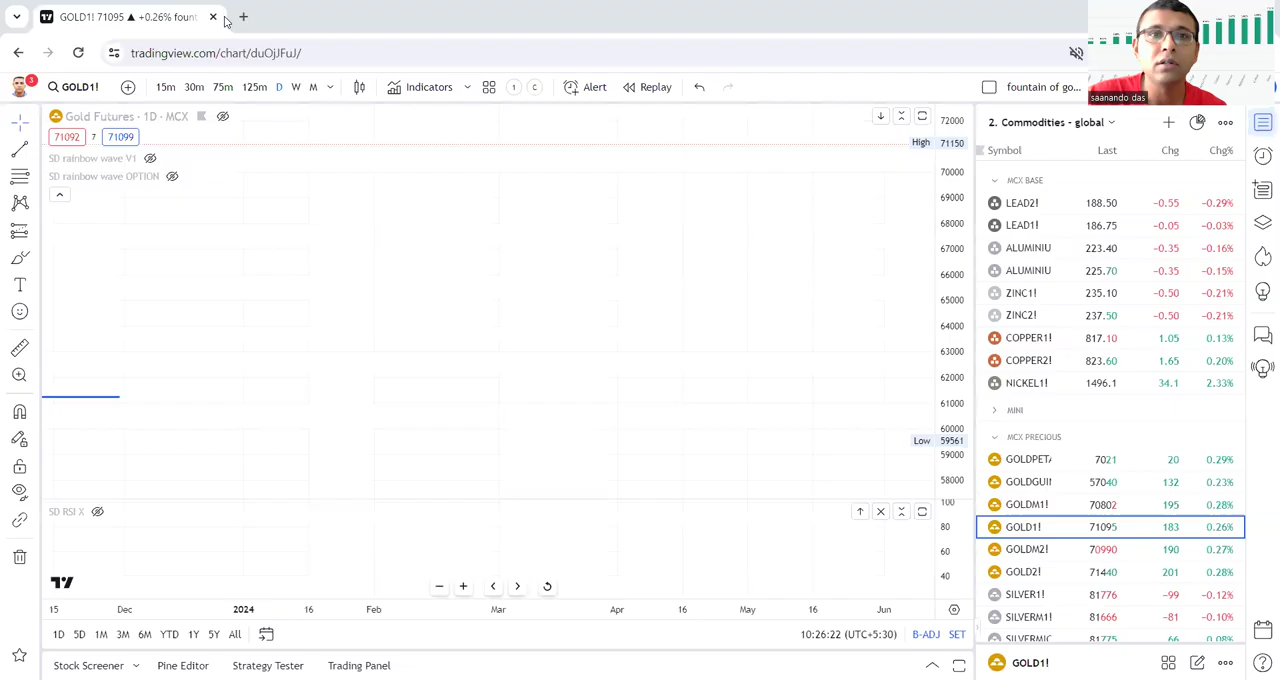 GOLD1! 71095 ▲ +0.26% fount
tradingview.com/chart/duOjJFuJ/
3
GOLD1!
15m 30m 75m 125m D W M
Indicators
1 C
Alert
Replay
fountain of go...
saanando das
Gold Futures · 1D · MCX
71092 7 71099
SD rainbow wave V1
SD rainbow wave OPTION
72000
High 71150
70000
69000
68000
67000
66000
65000
64000
63000
62000
61000
60000
Low 59561
59000
58000
SD RSI X
100
80
60
40
15 Dec 2024 16 Feb Mar Apr 16 May 16 Jun
1D 5D 1M 3M 6M YTD 1Y 5Y All
10:26:22 (UTC+5:30) B-ADJ SET
Stock Screener Pine Editor Strategy Tester Trading Panel
2. Commodities - global
Symbol Last Chg Chg%
MCX BASE
LEAD2! 188.50 −0.55 −0.29%
LEAD1! 186.75 −0.05 −0.03%
ALUMINIU 223.40 −0.35 −0.16%
ALUMINIU 225.70 −0.35 −0.15%
ZINC1! 235.10 −0.50 −0.21%
ZINC2! 237.50 −0.50 −0.21%
COPPER1! 817.10 1.05 0.13%
COPPER2! 823.60 1.65 0.20%
NICKEL1! 1496.1 34.1 2.33%
MINI
MCX PRECIOUS
GOLDPETA 7021 20 0.29%
GOLDGUIN 57040 132 0.23%
GOLDM1! 70802 195 0.28%
GOLD1! 71095 183 0.26%
GOLDM2! 70990 190 0.27%
GOLD2! 71440 201 0.28%
SILVER1! 81776 −99 −0.12%
SILVERM1! 81666 −81 −0.10%
SILVERMIC 81775 66 0.08%
GOLD1!